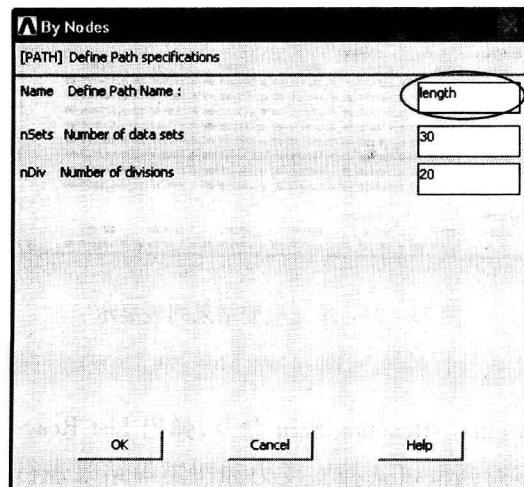 By Nodes
[PATH] Define Path specifications
Name Define Path Name :
length
nSets Number of data sets
30
nDiv Number of divisions
20
OK Cancel Help